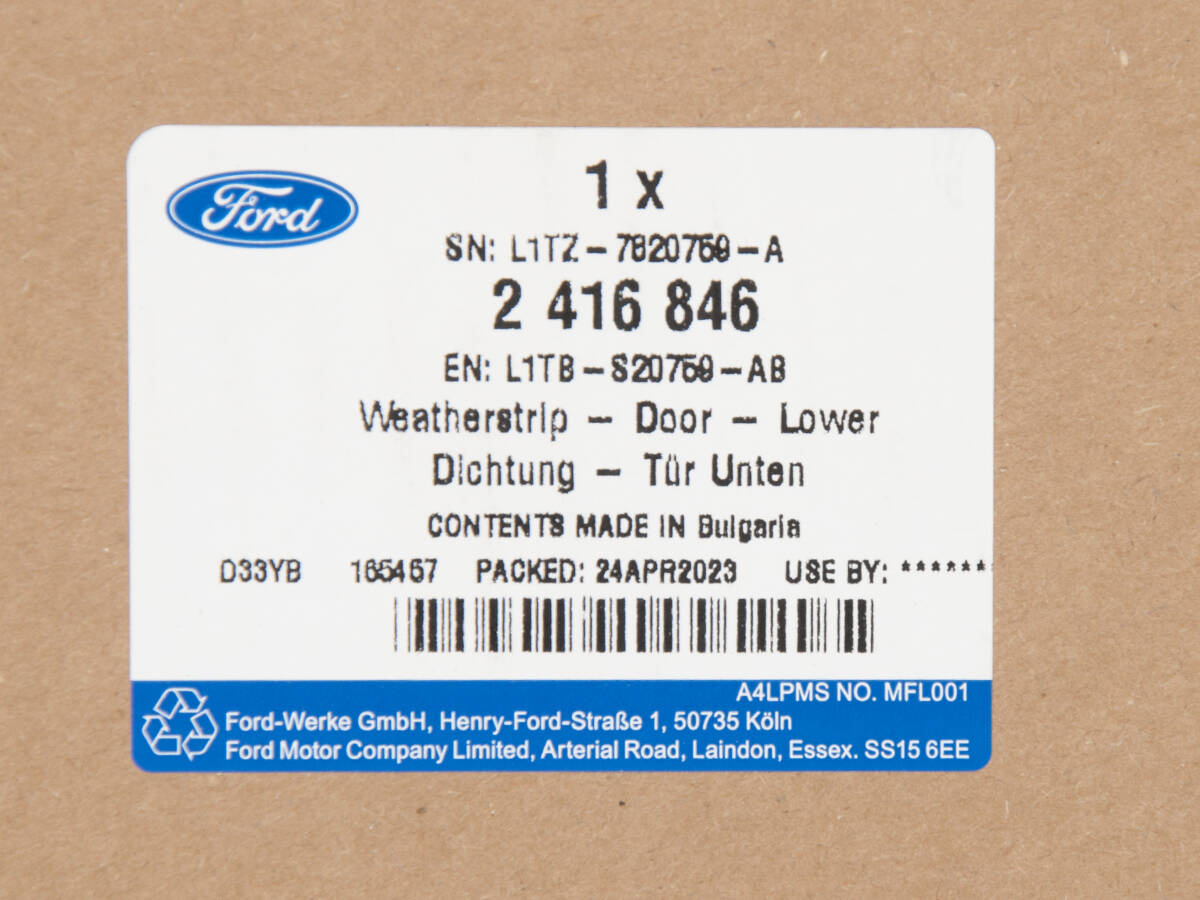 Ford
1 x
SN: L1TZ-7820759-A
2 416 846
EN: L1TB-S20759-AB
Weatherstrip - Door - Lower
Dichtung - Tür Unten
CONTENTS MADE IN Bulgaria
D33YB 165467 PACKED: 24APR2023 USE BY: *******
A4LPMS NO. MFL001
Ford-Werke GmbH, Henry-Ford-Straße 1, 50735 Köln
Ford Motor Company Limited, Arterial Road, Laindon, Essex. SS15 6EE